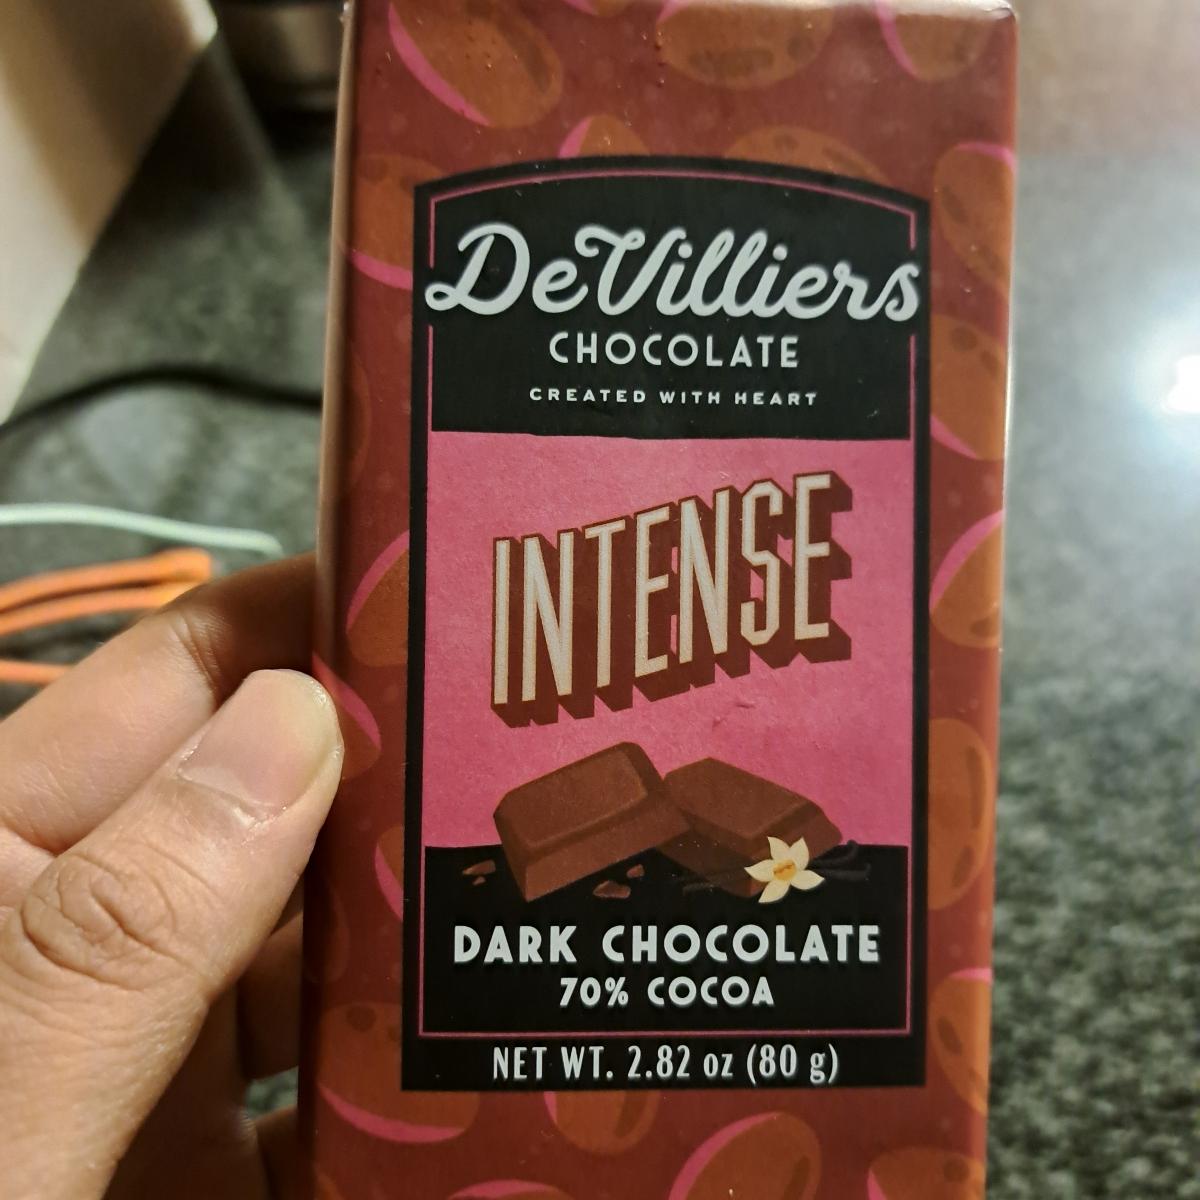 DeVilliers
CHOCOLATE
CREATED WITH HEART
INTENSE
DARK CHOCOLATE
70% COCOA
NET WT. 2.82 oz (80 g)